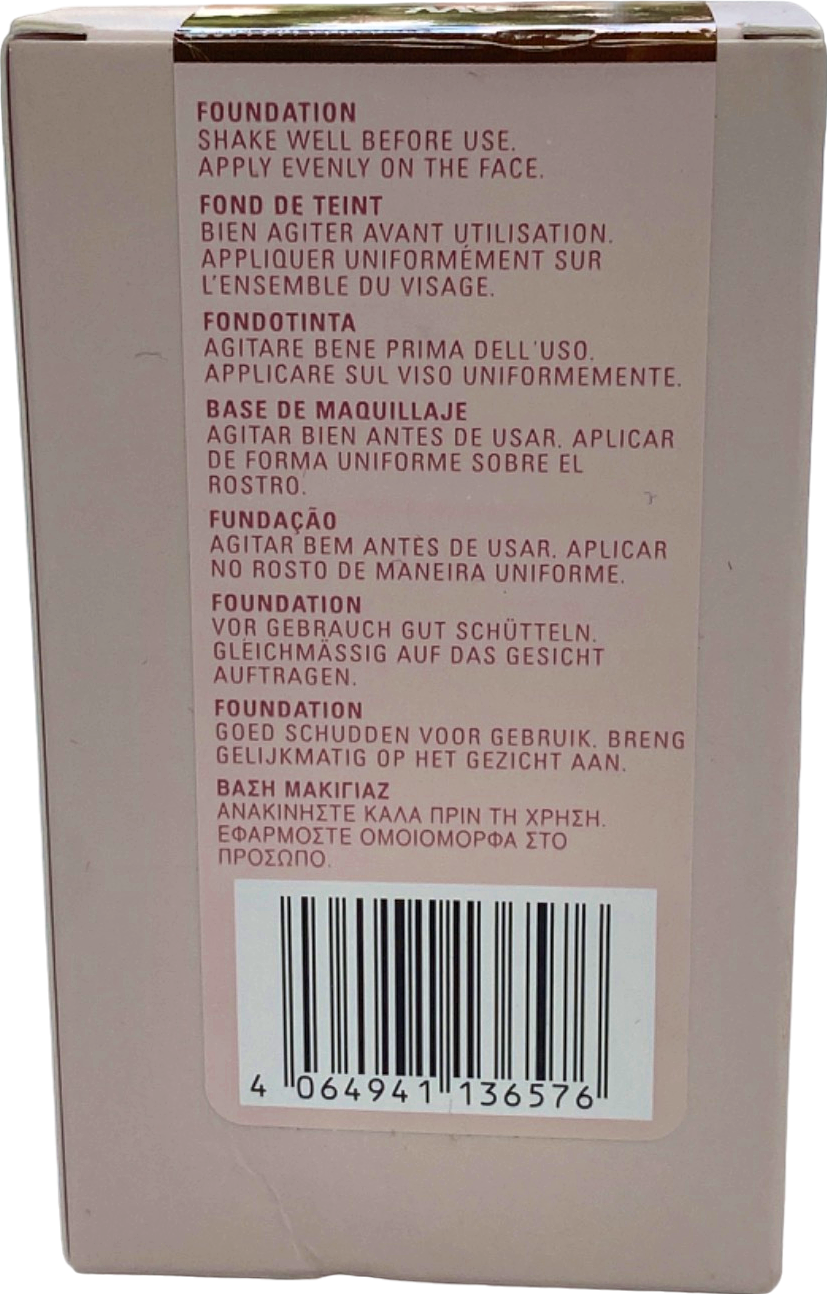 FOUNDATION
SHAKE WELL BEFORE USE.
APPLY EVENLY ON THE FACE.
FOND DE TEINT
BIEN AGITER AVANT UTILISATION.
APPLIQUER UNIFORMÉMENT SUR
L'ENSEMBLE DU VISAGE.
FONDOTINTA
AGITARE BENE PRIMA DELL'USO.
APPLICARE SUL VISO UNIFORMEMENTE.
BASE DE MAQUILLAJE
AGITAR BIEN ANTES DE USAR. APLICAR
DE FORMA UNIFORME SOBRE EL
ROSTRO.
FUNDAÇÃO
AGITAR BEM ANTES DE USAR. APLICAR
NO ROSTO DE MANEIRA UNIFORME.
FOUNDATION
VOR GEBRAUCH GUT SCHÜTTELN.
GLEICHMÄSSIG AUF DAS GESICHT
AUFTRAGEN.
FOUNDATION
GOED SCHUDDEN VOOR GEBRUIK. BRENG
GELIJKMATIG OP HET GEZICHT AAN.
ΒΑΣΗ ΜΑΚΙΓΙΑΖ
ΑΝΑΚΙΝΗΣΤΕ ΚΑΛΑ ΠΡΙΝ ΤΗ ΧΡΗΣΗ.
ΕΦΑΡΜΟΣΤΕ ΟΜΟΙΟΜΟΡΦΑ ΣΤΟ
ΠΡΟΣΩΠΟ.
4 064941 136576